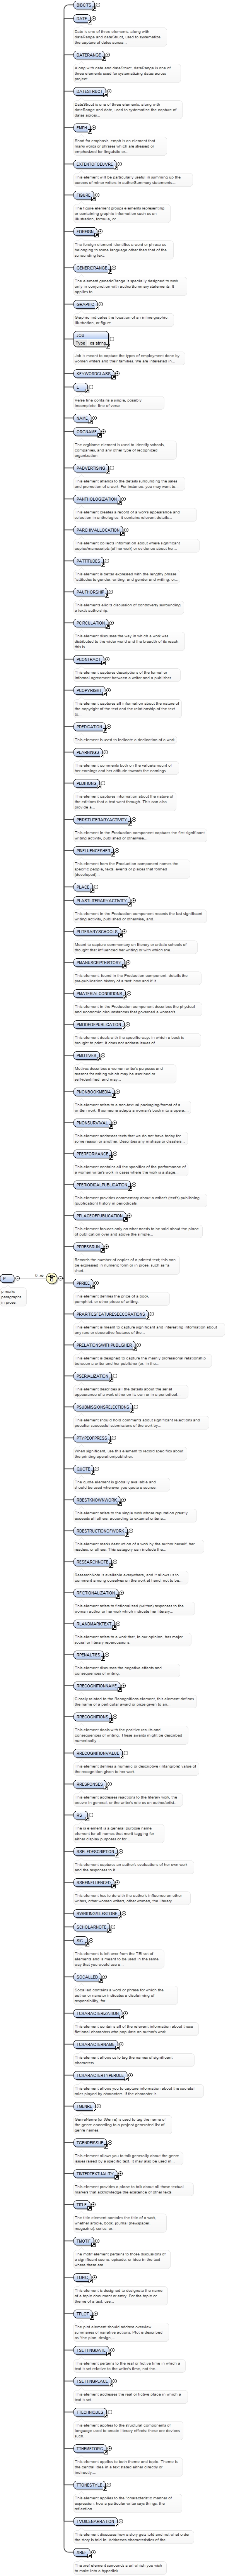 BIBCITS
DATE
Date is one of three elements, along with
dateRange and dateStruct, used to systematize
the capture of dates across...
DATERANGE
Along with date and dateStruct, dateRange is one of
three elements used for systematizing dates across
project...
DATESTRUCT
DateStruct is one of three elements, along with
dateRange and date, used to systematize the capture of
dates across...
EMPH
Short for emphasis, emph is an element that
marks words or phrases which are stressed or
emphasized for linguistic or...
EXTENTOFOEUVRE
This element will be particularly useful in summing up the
careers of minor writers in authorSummary statements...
FIGURE
The figure element groups elements representing
or containing graphic information such as an
illustration, formula, or...
FOREIGN
The foreign element identifies a word or phrase as
belonging to some language other than that of the
surrounding text.
GENERICRANGE
The element genericRange is specially designed to work
only in conjunction with authorSummary statements. It
applies to...
GRAPHIC
Graphic indicates the location of an inline graphic,
illustration, or figure.
JOB
Type xs:string
Job is meant to capture the types of employment done by
women writers and their families. We are interested in...
KEYWORDCLASS
L
Verse line contains a single, possibly
incomplete, line of verse
NAME
ORGNAME
The orgName element is used to identify schools,
companies, and any other type of recognized
organization.
PADVERTISING
This element attends to the details surrounding the sales
and promotion of a work. For instance, you may want to...
PANTHOLOGIZATION
This element creates a record of a work's appearance and
selection in anthologies. It contains relevant details...
PARCHIVALLOCATION
This element collects information about where significant
copies/manuscripts (of her work) or evidence about her...
PATTITUDES
This element is better expressed with the lengthy phrase
"attitudes to gender, writing, and gender and writing, or...
PAUTHORSHIP
This elements elicits discussion of controversy surrounding
a text's authorship
PCIRCULATION
This element discusses the way in which a work was
distributed to the wider world and the breadth of its reach:
this is...
PCONTRACT
This element captures descriptions of the formal or
informal agreement between a writer and a publisher.
PCOPYRIGHT
This element captures all information about the nature of
the copyright of the text and the relationship of the text
to...
PDEDICATION
This element is used to indicate a dedication of a work.
PEARNINGS
This element comments both on the value/amount of
her earnings and her attitude towards the earnings.
PEDITIONS
This element captures information about the nature of
the editions that a text went through. This can also
provide a...
PFIRSTLITERARYACTIVITY
This element in the Production component captures the first significant
writing activity, published or otherwise,...
PINFLUENCESHER
This element from the Production component names the
specific people, texts, events or places that formed
(developed)...
PLACE
PLASTLITERARYACTIVITY
This element in the Production component records the last significant
writing activity, published or otherwise, and...
PLITERARYSCHOOLS
Meant to capture commentary on literary or artistic schools of
thought that influenced her writing or with which she...
PMANUSCRIPTHISTORY
This element, found in the Production component, details the
pre-publication history of a text: how and it's...
PMATERIALCONDITIONS
This element in the Production component describes the physical
and economic circumstances that governed a woman's...
PMODEOFPUBLICATION
This element deals with the specific ways in which a book is
brought to print; it does not address issues of...
PMOTIVES
Motives describes a woman writer's purpose and
reasons for writing which may be ascribed or
self-identified, and may...
PNONBOOKMEDIA
This element refers to a non-textual packaging/format of a
written work. If someone adapts a woman's book into a opera,...
PNONSURVIVAL
This element addresses texts that we do not have today for
some reason or another. Describes any mishaps or mistakes...
PPERFORMANCE
This element contains all the specifics of the performance of
a women writer's work in cases where the work is a stage...
PPERIODICALPUBLICATION
This element provides commentary about a writer's (text's) publishing
(publication) history in periodicals.
PPLACEOFPUBLICATION
This element focuses only on what needs to be said about the place
of publication over and above the simple...
PPRESSRUN
Records the number of copies of a printed text; this can
be expressed in numeric form or in prose, such as "a
short...
PPRICE
This element defines the price of a book,
pamphlet, or other piece of writing.
PRARITIESFEATURESDECORATIONS
This element is meant to capture significant and interesting information about
any rare or decorative features of the...
PRELATIONSWITHPUBLISHER
This element is designed to capture the mainly professional relationship
between a writer and her publisher (or, in the...
PSERIALIZATION
This element describes all the details about the serial
appearance of a work either on its own or in a periodical...
PSUBMISSIONSREJECTIONS
This element should hold comments about significant rejections and
peculiar successful submissions of the work by...
PTYPEOFPRESS
When significant, use this element to record specifics about
the printing operation/publisher
QUOTE
The quote element is globally available and
should be used wherever you quote a source.
RBESTKNOWNWORK
This element refers to the single work whose reputation greatly
exceeds all others, according to external criteria...
RDESTRUCTIONOFWORK
This element marks destruction of a work by the author herself, her
readers, or others. This category can include the...
RESEARCHNOTE
ResearchNote is available everywhere, and it allows us to
comment among ourselves on the work at hand, not to be...
RFICTIONALIZATION
This element refers to fictionalized (written) responses to the
woman author or her work which indicate her literary...
RLANDMARKTEXT
This element refers to a work that, in our opinion, has major
social or literary repercussions.
RPENALTIES
This element discusses the negative effects and
consequences of writing.
RRECOGNITIONNAME
Closely related to the Recognitions element, this element defines
the name of a particular award or prize given to an...
RRECOGNITIONS
This element deals with the positive results and
consequences of writing. These awards might be described
numerically...
RRECOGNITIONVALUE
This element defines a numeric or descriptive (intangible) value of
the recognition given to her work.
RRESPONSES
This element addresses reactions to the literary work, the
oeuvre in general, or the writer's role as an author/artist...
RS
The rs element is a general purpose name
element for all names that merit tagging for
either display purposes or for...
RSELFDESCRIPTION
This element captures an author's evaluations of her own work
and the responses to it.
RSHEINFLUENCED
This element has to do with the author's influence on other
writers, other women writers, other women, the literary...
RWRITINGMILESTONE
SCHOLARNOTE
SIC
This element is left over from the TEI set of
elements and is meant to be used in the same
way that you would use a...
SOCALLED
Socalled contains a word or phrase for which the
author or narrator indicates a disclaiming of
responsibility, for...
TCHARACTERIZATION
This element contains all of the relevant information about those
fictional characters who populate an author's work.
TCHARACTERNAME
This element allows us to tag the names of significant
characters.
TCHARACTERTYPEROLE
This element allows you to capture information about the societal
roles played by characters. If the character is...
TGENRE
GenreName (or tGenre) is used to tag the name of
the genre according to a project-generated list of
genre names.
TGENREISSUE
This element allows you to talk generally about the genre
issues raised by a specific text. It may also be used in...
TINTERTEXTUALITY
This element provides a place to talk about all those textual
markers that acknowledge the existence of other texts.
TITLE
The title element contains the title of a work,
whether article, book, journal (newspaper,
magazine), series, or...
TMOTIF
The motif element pertains to those discussions of
a significant scene, episode, or idea in the text
where these are...
TOPIC
This element is designed to designate the name
of a topic document or entry. For the topic or
theme of a text, use...
TPLOT
The plot element should address overview
summaries of narrative actions. Plot is described
as "the plan, design,...
TSETTINGDATE
This element pertains to the real or fictive time in which a
text is set relative to the writer's time, not the...
TSETTINGPLACE
This element addresses the real or fictive place in which a
text is set.
TTECHNIQUES
This element applies to the structural components of
language used to create literary effects; these are devices
such...
TTHEMETOPIC
This element applies to both theme and topic. Theme is
the central idea in a text stated either directly or
indirectly;...
TTONESTYLE
This element applies to the "characteristic manner of
expression, how a particular writer says things, the
reflection...
TVOICENARRATION
This element discusses how a story gets told and not what order
the story is told in. Addresses characteristics of the...
XREF
The xref element surrounds a url which you wish
to make into a hyperlink
P
0..∞
p marks
paragraphs
in prose.